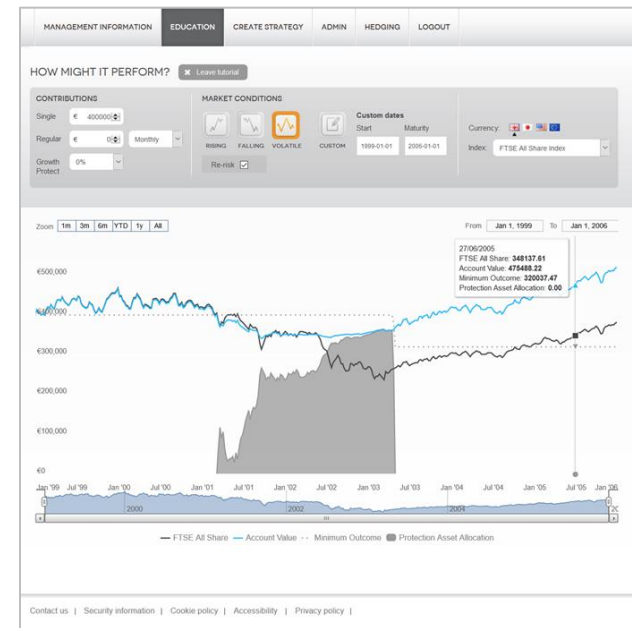 MANAGEMENT INFORMATION EDUCATION CREATE STRATEGY ADMIN HEDGING LOGOUT
HOW MIGHT IT PERFORM? ✖ Leave tutorial
CONTRIBUTIONS
Single € 400000
Regular € 0 Monthly
Growth Protect 0%
MARKET CONDITIONS
RISING FALLING VOLATILE CUSTOM
Re-risk
Custom dates
Start Maturity
1999-01-01 2006-01-01
Currency:
Index: FTSE All Share Index
Zoom 1m 3m 6m YTD 1y All
From Jan 1, 1999 To Jan 1, 2006
27/06/2005
FTSE All Share: 348137.61
Account Value: 475488.22
Minimum Outcome: 320037.47
Protection Asset Allocation: 0.00
€500,000
€400,000
€300,000
€200,000
€100,000
€0
Jan '99 Jul '99 Jan '00 Jul '00 Jan '01 Jul '01 Jan '02 Jul '02 Jan '03 Jul '03 Jan '04 Jul '04 Jan '05 Jul '05 Jan '06
2000 2002 2004
FTSE All Share Account Value Minimum Outcome Protection Asset Allocation
Contact us | Security information | Cookie policy | Accessibility | Privacy policy |